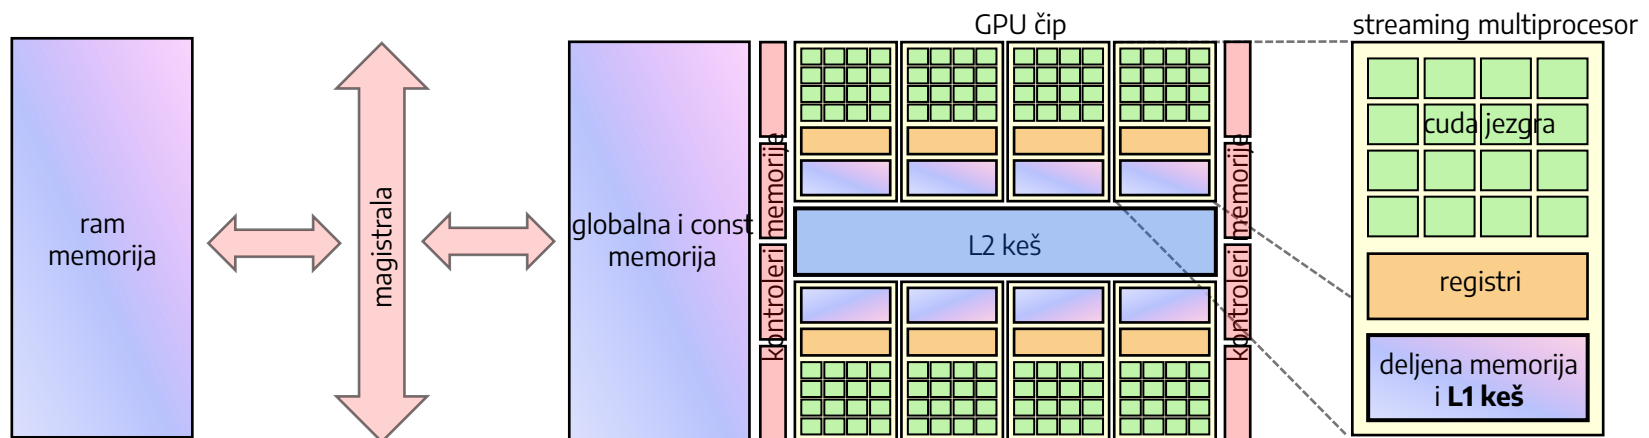 GPU čip
streaming multiprocesor
ram
memorija
magistrala
globalna i const
memorija
kontroleri memorije
L2 keš
kontroleri memorije
cuda jezgra
registri
deljena memorija
i L1 keš